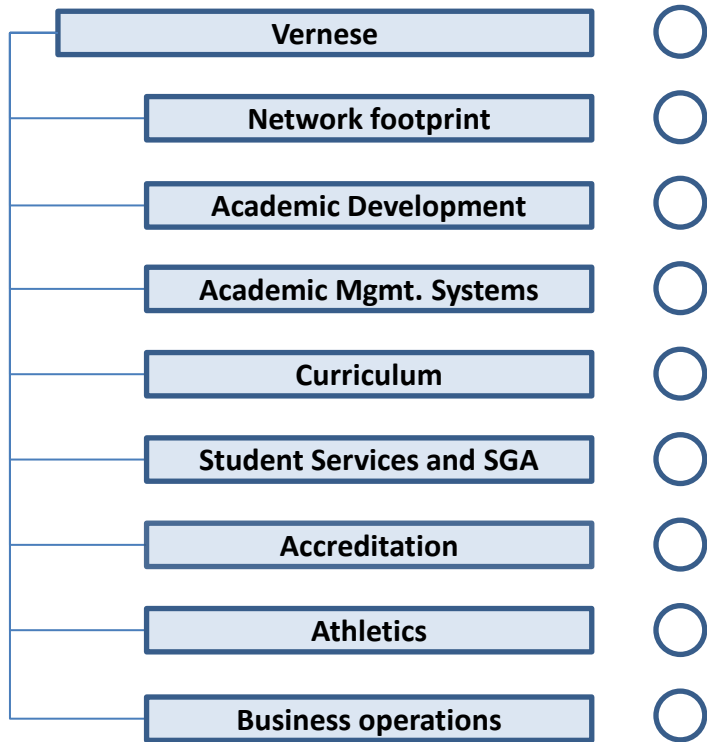 Vernese
Network footprint
Academic Development
Academic Mgmt. Systems
Curriculum
Student Services and SGA
Accreditation
Athletics
Business operations